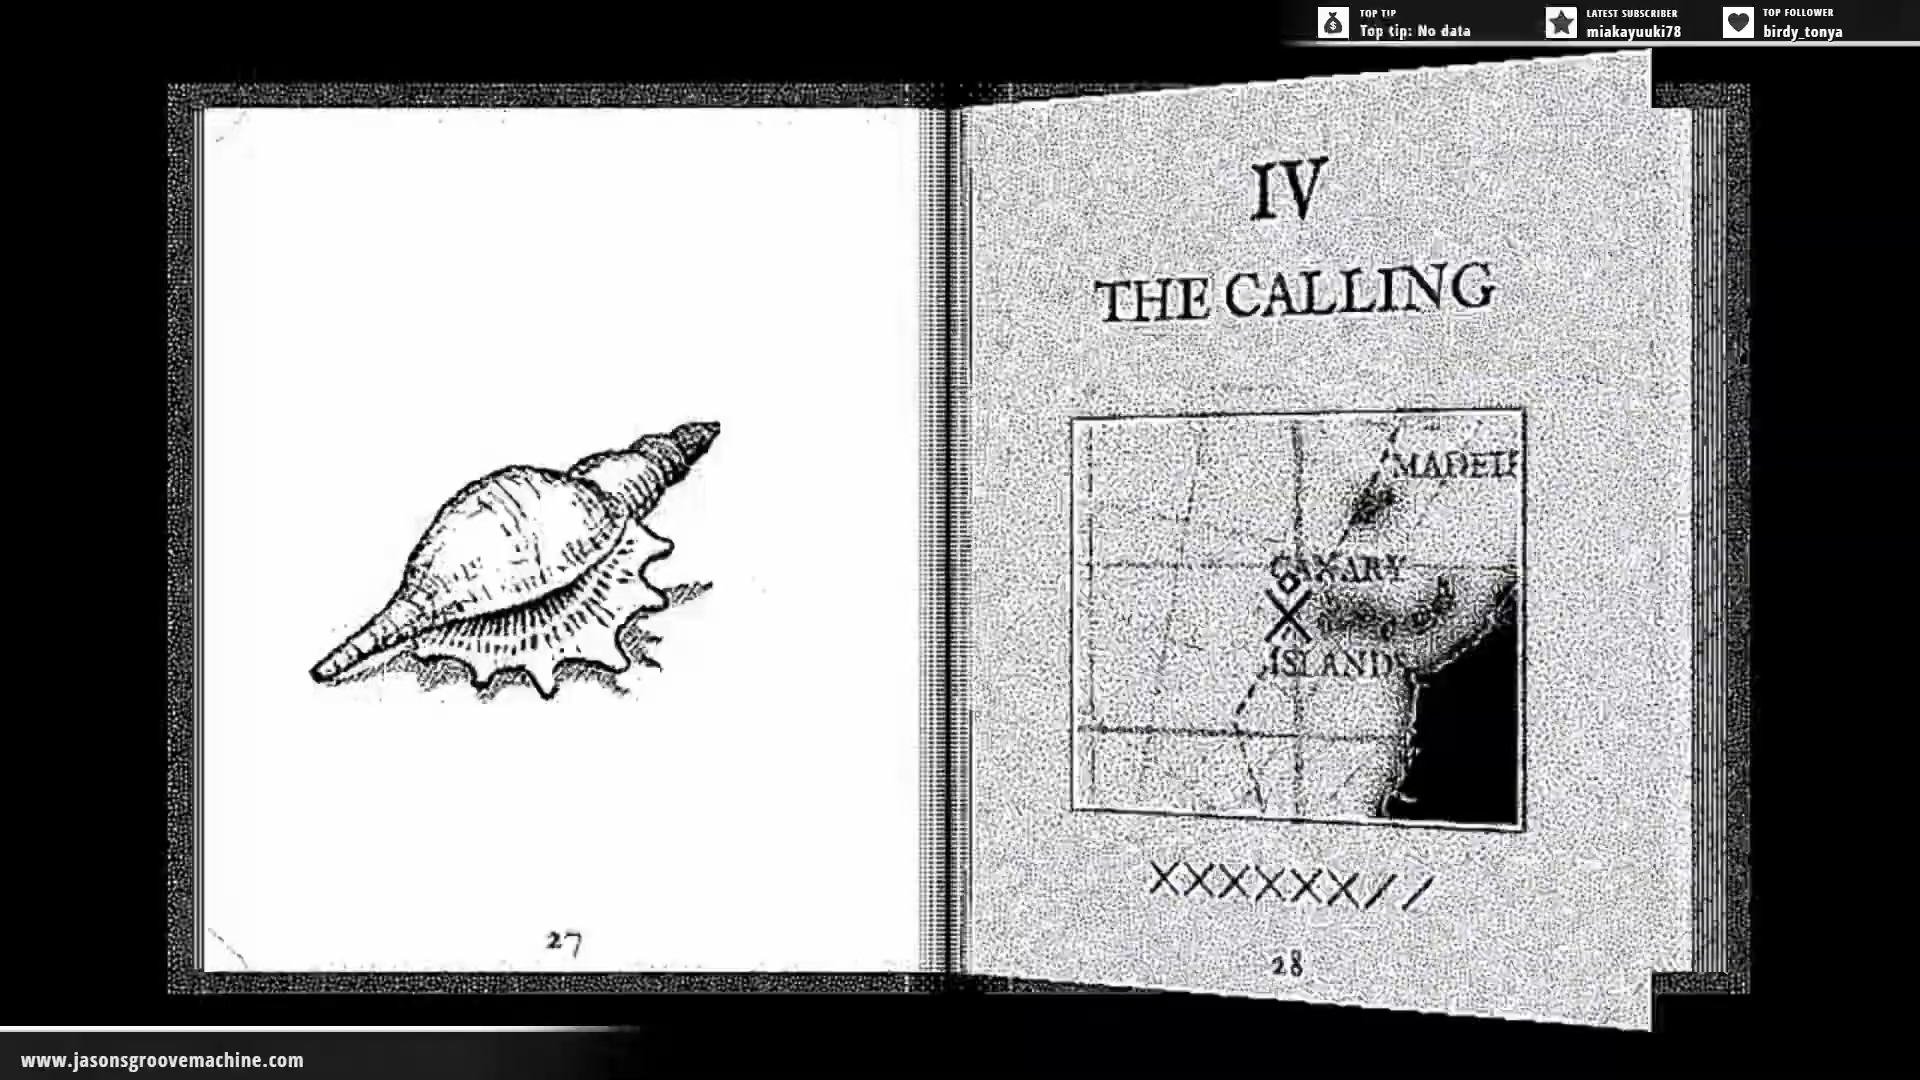 TOP TIP
Top tip: No data
LATEST SUBSCRIBER
miakayuuki78
TOP FOLLOWER
birdy_tonya
IV
THE CALLING
CANARY
ISLANDS
XXXXXX//
27
28
www.jasonsgroovemachine.com